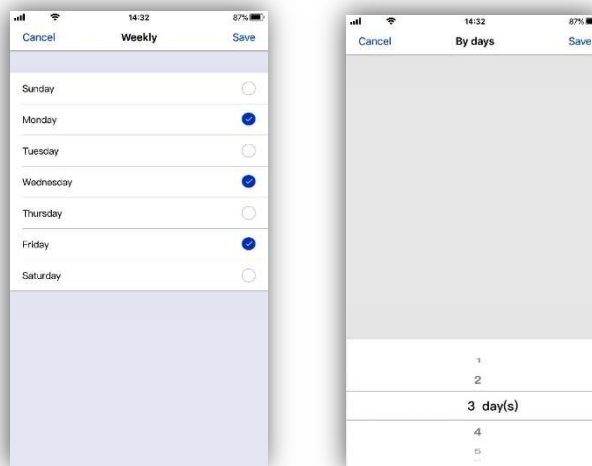 14:32 87%
Cancel Weekly Save
Sunday
Monday
Tuesday
Wednesday
Thursday
Friday
Saturday
14:32 87%
Cancel By days Save
1
2
3 day(s)
4
5